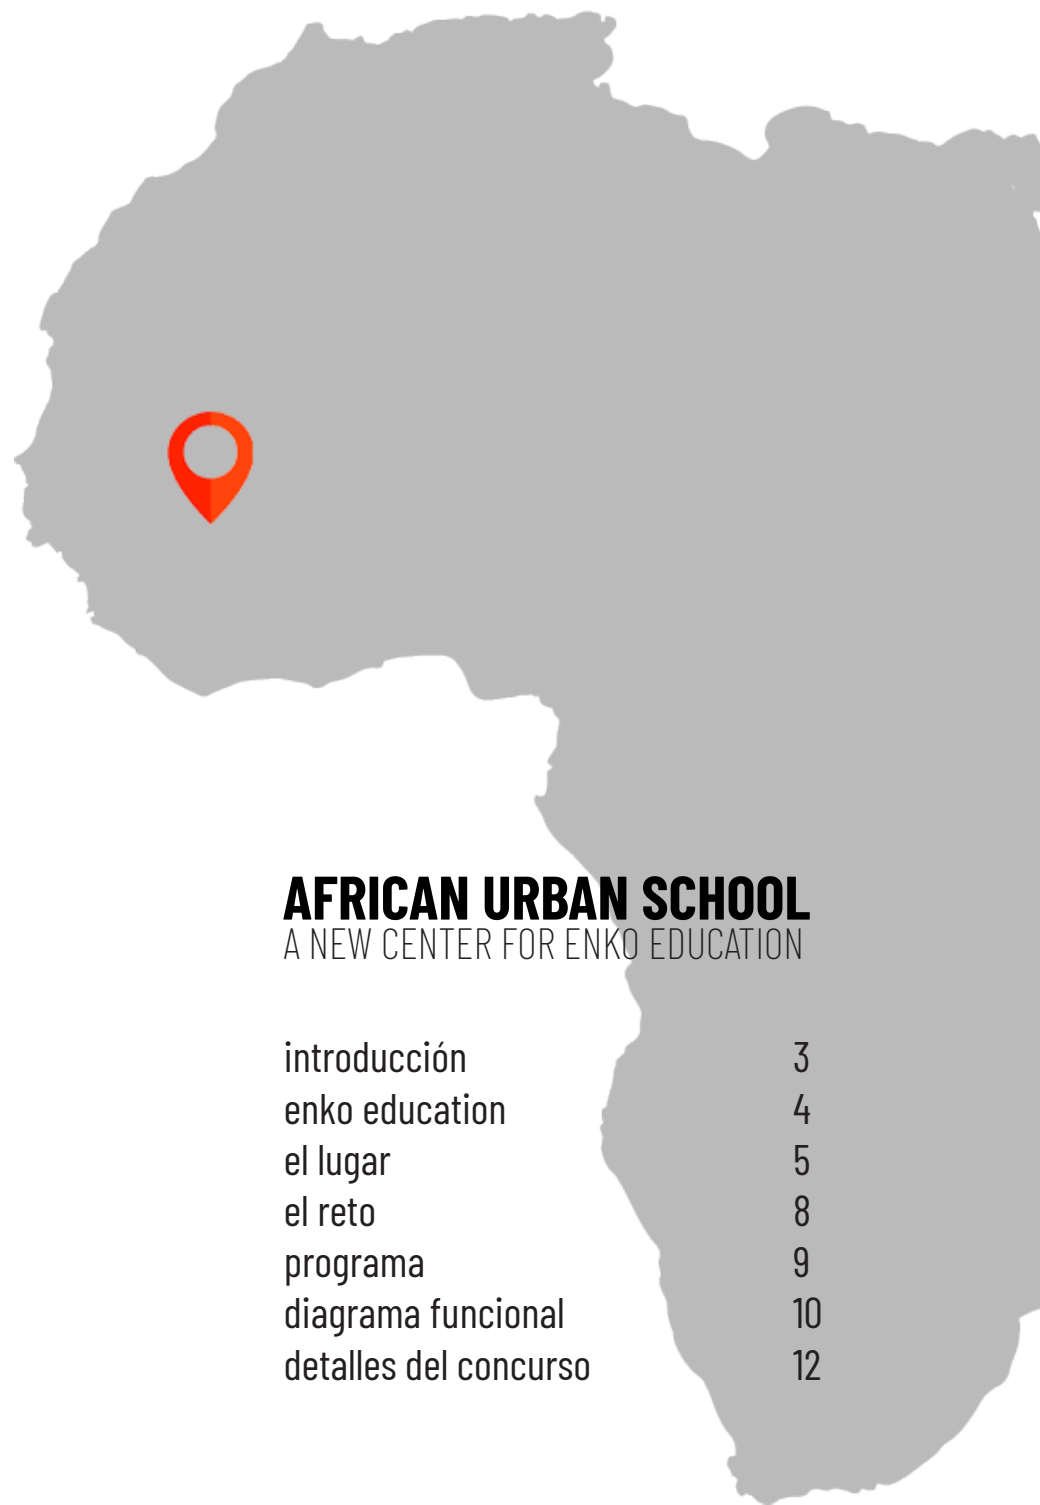 AFRICAN URBAN SCHOOL
A NEW CENTER FOR ENKO EDUCATION
introducción 3
enko education 4
el lugar 5
el reto 8
programa 9
diagrama funcional 10
detalles del concurso 12